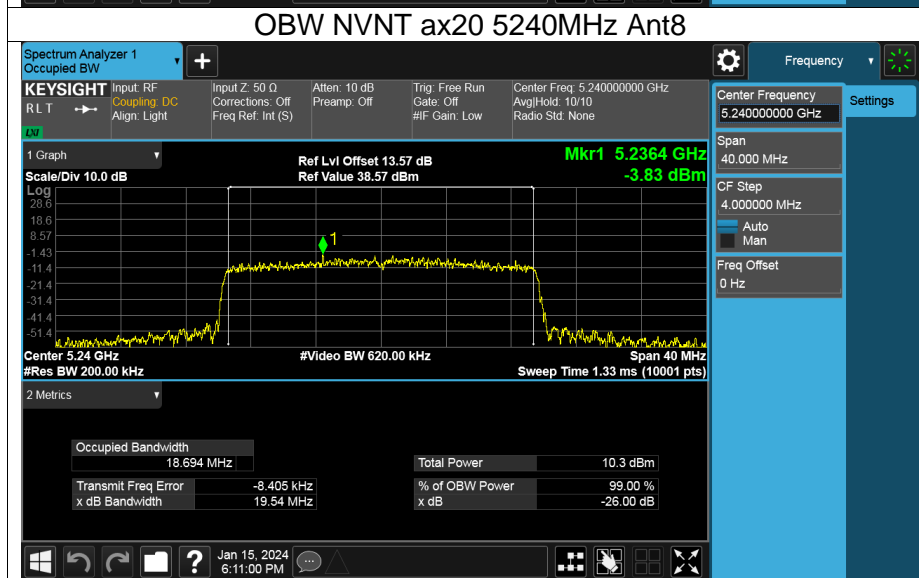 OBW NVNT ax20 5240MHz Ant8
Spectrum Analyzer 1
Occupied BW
+
Frequency
KEYSIGHT
R L T
LXI
Input: RF
Coupling: DC
Align: Light
Input Z: 50 Ω
Corrections: Off
Freq Ref: Int (S)
Atten: 10 dB
Preamp: Off
Trig: Free Run
Gate: Off
#IF Gain: Low
Center Freq: 5.240000000 GHz
Avg|Hold: 10/10
Radio Std: None
Center Frequency
5.240000000 GHz
Settings
Span
40.000 MHz
CF Step
4.000000 MHz
Auto
Man
Freq Offset
0 Hz
1 Graph
Scale/Div 10.0 dB
Ref Lvl Offset 13.57 dB
Ref Value 38.57 dBm
Mkr1 5.2364 GHz
-3.83 dBm
Log
28.6
18.6
8.57
-1.43
-11.4
-21.4
-31.4
-41.4
-51.4
1
Center 5.24 GHz
#Video BW 620.00 kHz
Span 40 MHz
#Res BW 200.00 kHz
Sweep Time 1.33 ms (10001 pts)
2 Metrics
Occupied Bandwidth
18.694 MHz
Total Power 10.3 dBm
Transmit Freq Error -8.405 kHz
% of OBW Power 99.00 %
x dB Bandwidth 19.54 MHz
x dB -26.00 dB
?
Jan 15, 2024
6:11:00 PM